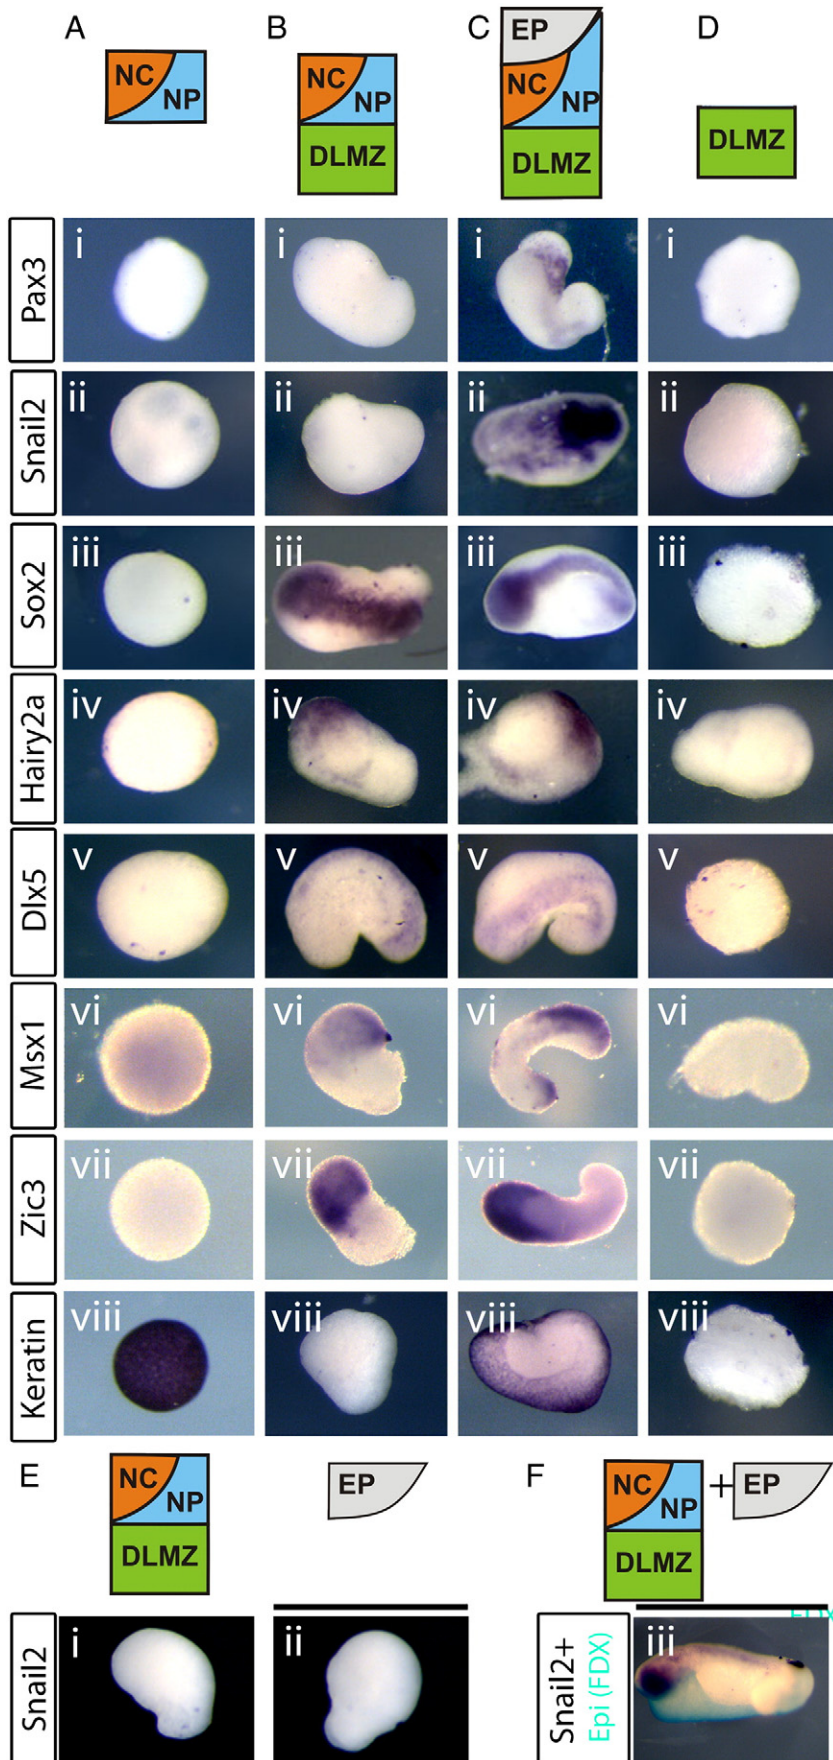 A B C D
NC NP
NC NP DLMZ
EP NC NP DLMZ
DLMZ
Pax3 i i i i
Snail2 ii ii ii ii
Sox2 iii iii iii iii
Hairy2a iv iv iv iv
Dlx5 v v v v
Msx1 vi vi vi vi
Zic3 vii vii vii vii
Keratin viii viii viii viii
E F
NC NP DLMZ
EP
NC NP DLMZ + EP
Snail2 i ii
Snail2+ iii
Epi (FDX)